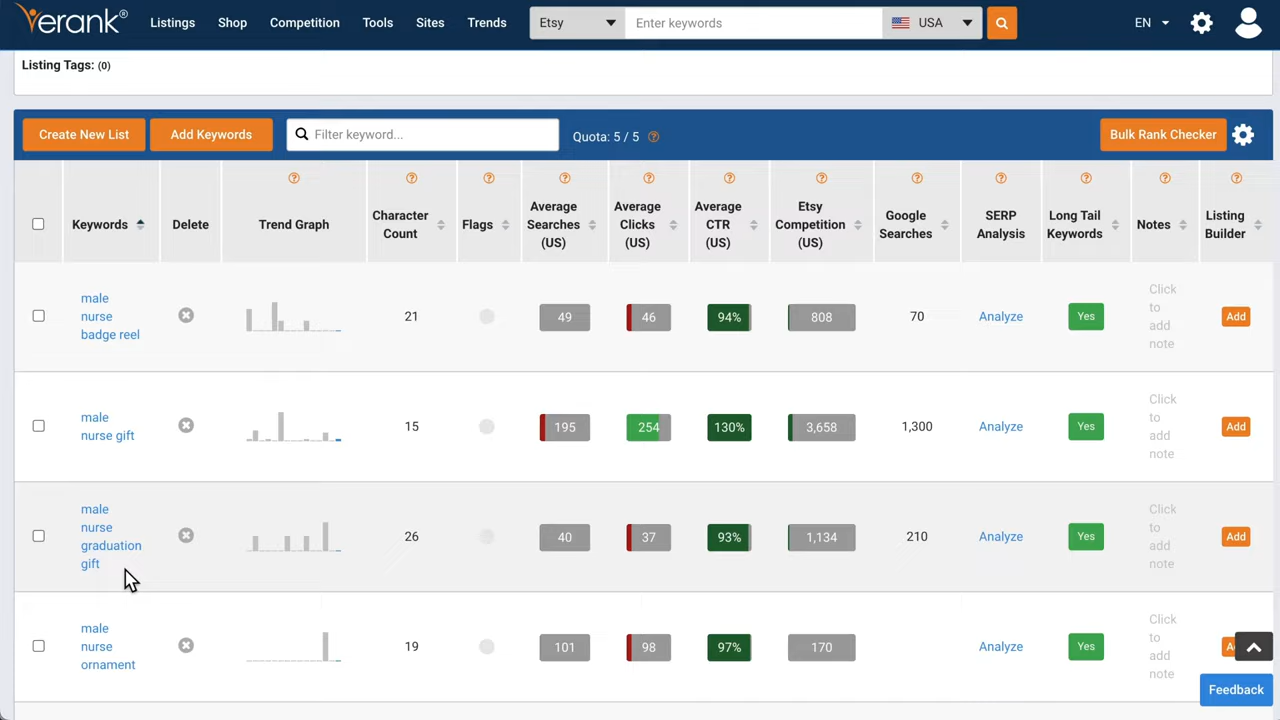 erank®
Listings
Shop
Competition
Tools
Sites
Trends
Etsy
Enter keywords
USA
EN
Listing Tags: (0)
Create New List
Add Keywords
Filter keyword...
Quota: 5 / 5
Bulk Rank Checker
Keywords
Delete
Trend Graph
Character
Count
Flags
Average
Searches
(US)
Average
Clicks
(US)
Average
CTR
(US)
Etsy
Competition
(US)
Google
Searches
SERP
Analysis
Long Tail
Keywords
Notes
Listing
Builder
male
nurse
badge reel
21
49
46
94%
808
70
Analyze
Yes
Click
to
add
note
Add
male
nurse gift
15
195
254
130%
3,658
1,300
Analyze
Yes
Click
to
add
note
Add
male
nurse
graduation
gift
26
40
37
93%
1,134
210
Analyze
Yes
Click
to
add
note
Add
male
nurse
ornament
19
101
98
97%
170
Analyze
Yes
Click
to
add
note
Feedback